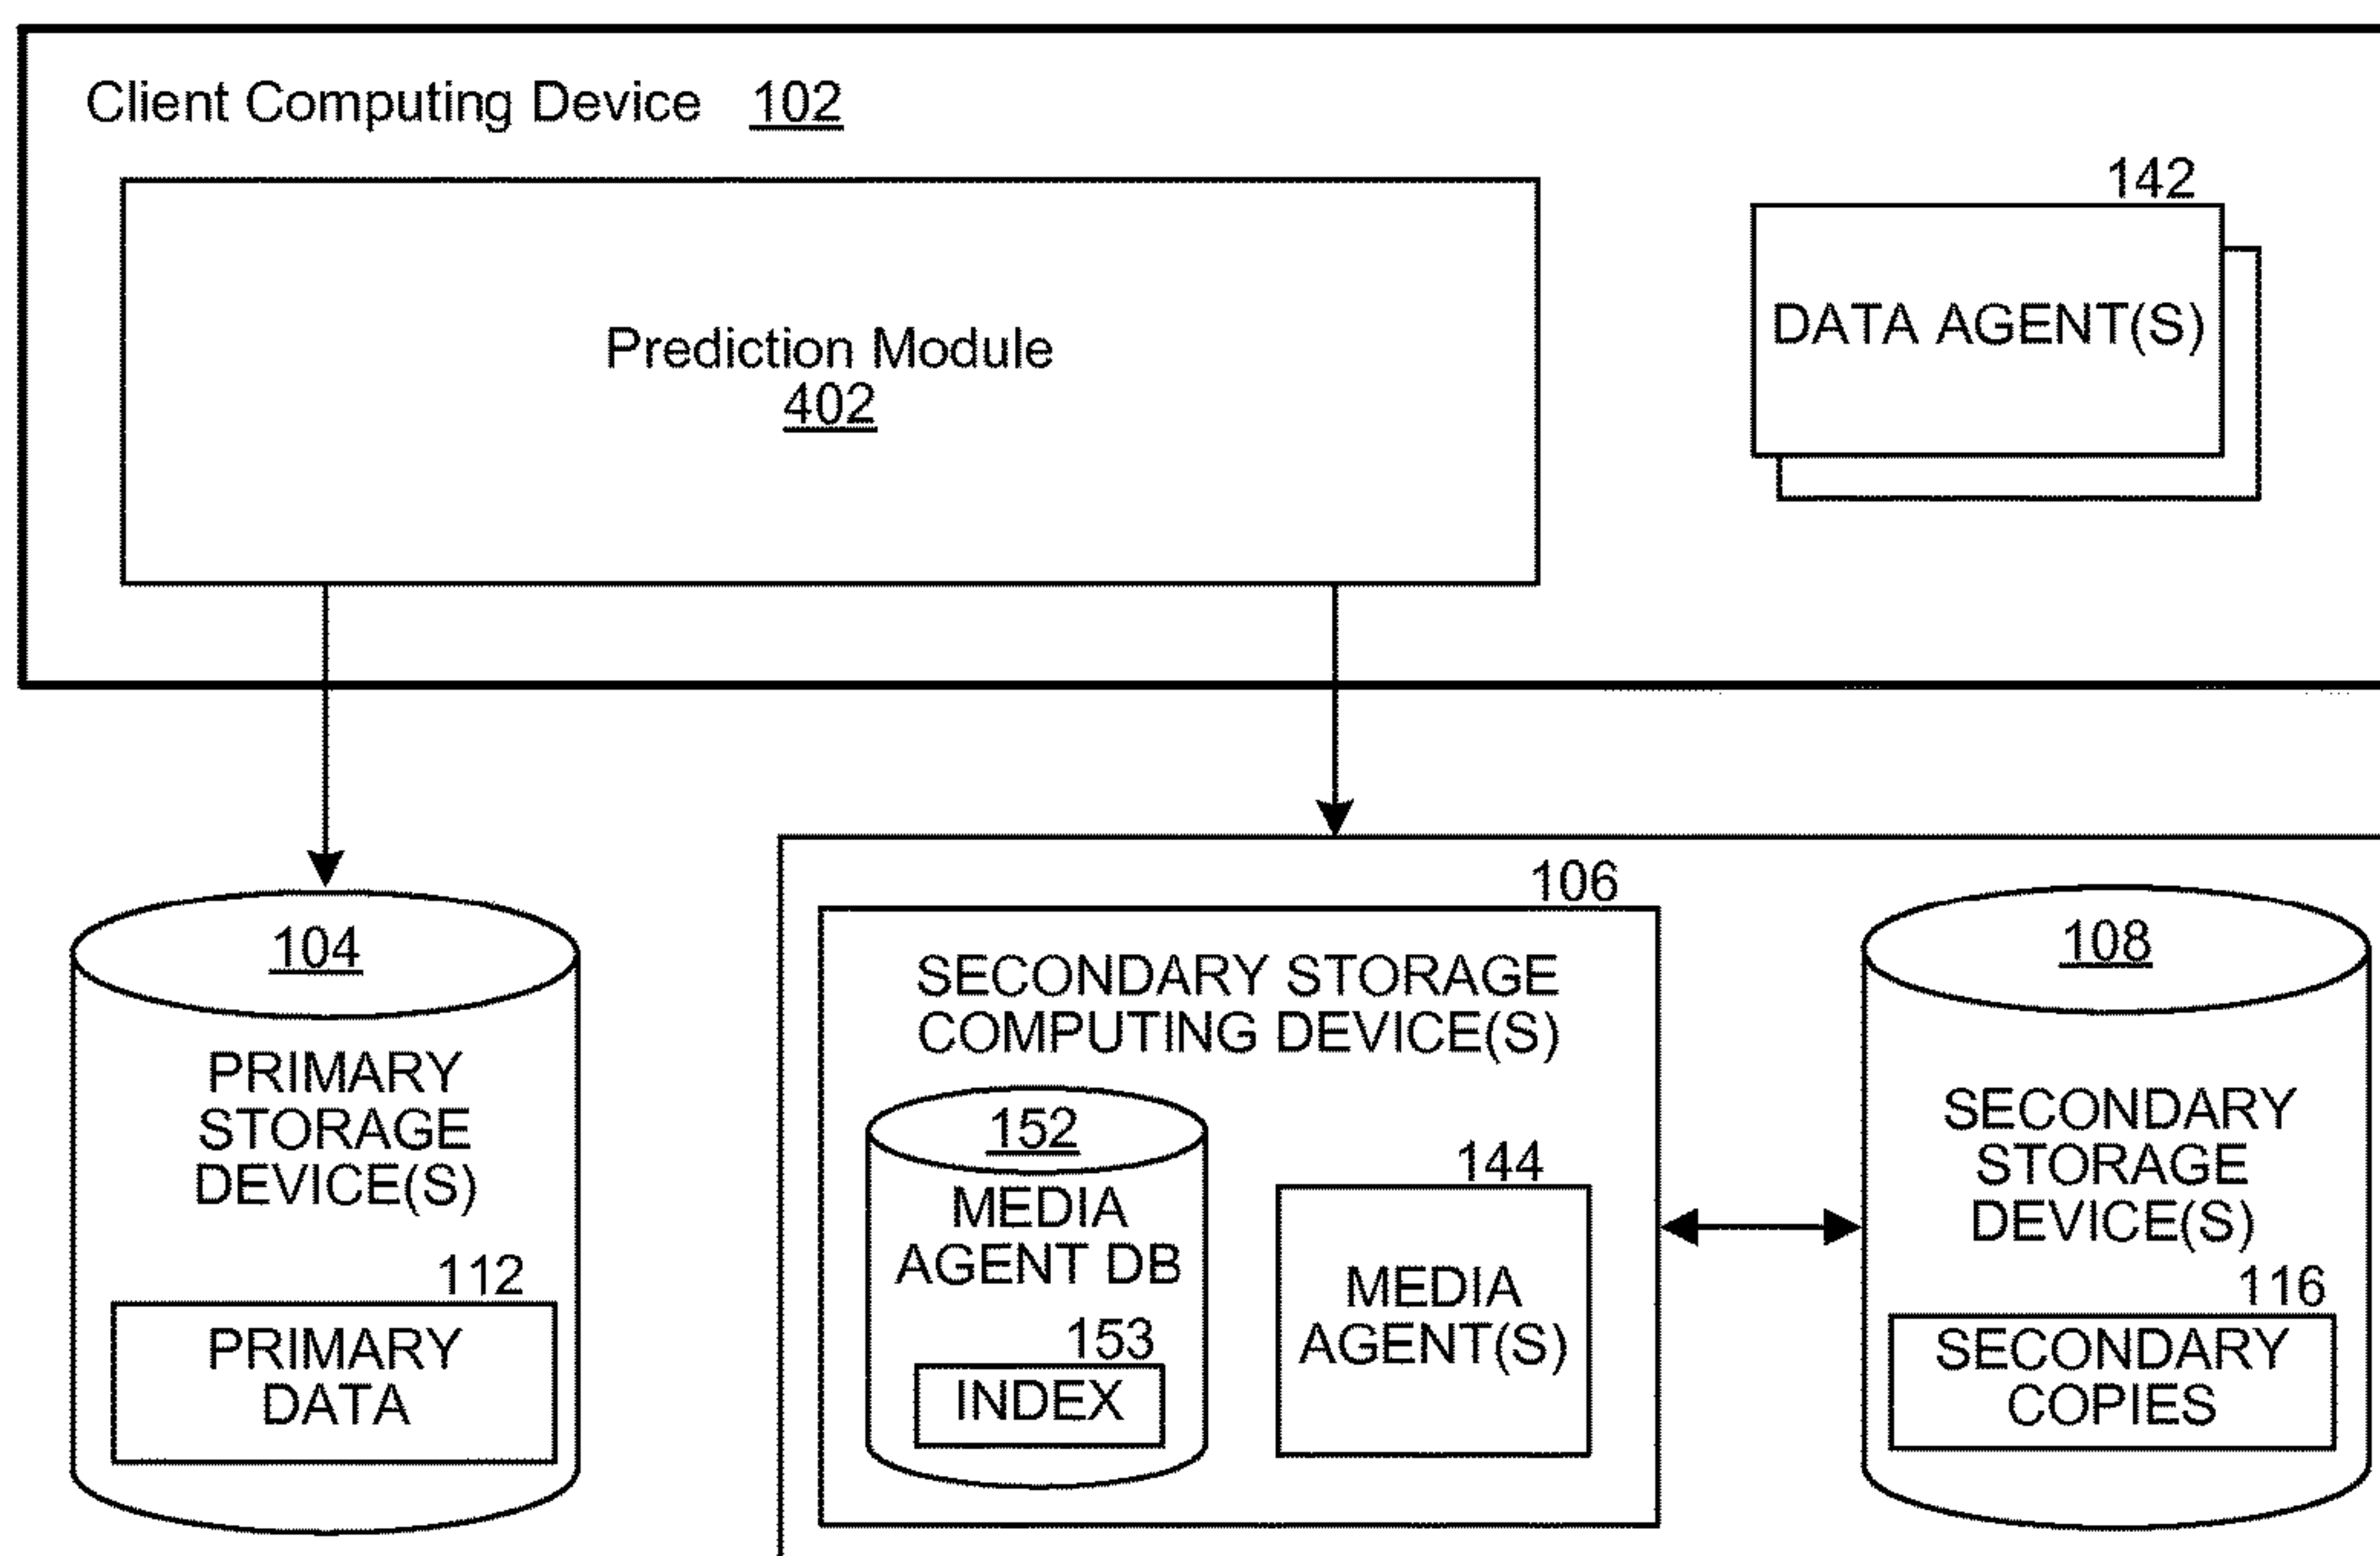 Client Computing Device 102
142
Prediction Module
402
DATA AGENT(S)
104
PRIMARY
STORAGE
DEVICE(S)
112
PRIMARY
DATA
106
SECONDARY STORAGE
COMPUTING DEVICE(S)
152
MEDIA
AGENT DB
153
INDEX
144
MEDIA
AGENT(S)
108
SECONDARY
STORAGE
DEVICE(S)
116
SECONDARY
COPIES